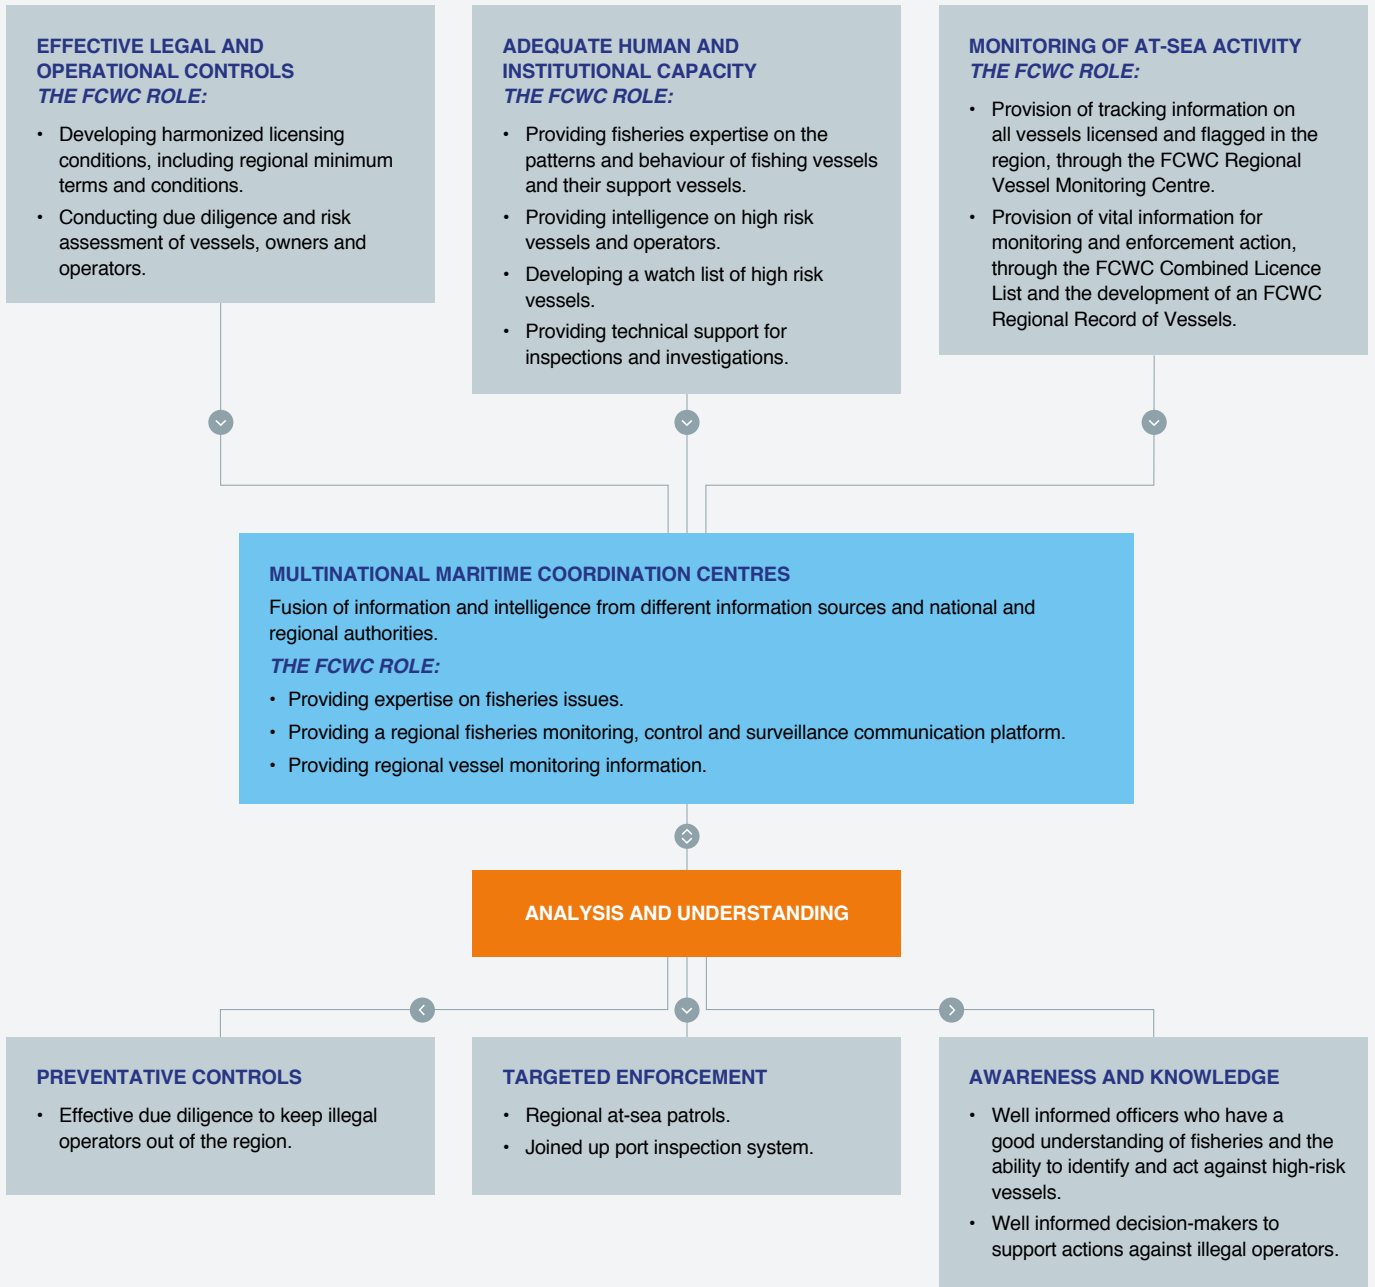 EFFECTIVE LEGAL AND
OPERATIONAL CONTROLS
THE FCWC ROLE:
• Developing harmonized licensing
conditions, including regional minimum
terms and conditions.
• Conducting due diligence and risk
assessment of vessels, owners and
operators.
ADEQUATE HUMAN AND
INSTITUTIONAL CAPACITY
THE FCWC ROLE:
• Providing fisheries expertise on the
patterns and behaviour of fishing vessels
and their support vessels.
• Providing intelligence on high risk
vessels and operators.
• Developing a watch list of high risk
vessels.
• Providing technical support for
inspections and investigations.
MONITORING OF AT-SEA ACTIVITY
THE FCWC ROLE:
• Provision of tracking information on
all vessels licensed and flagged in the
region, through the FCWC Regional
Vessel Monitoring Centre.
• Provision of vital information for
monitoring and enforcement action,
through the FCWC Combined Licence
List and the development of an FCWC
Regional Record of Vessels.
MULTINATIONAL MARITIME COORDINATION CENTRES
Fusion of information and intelligence from different information sources and national and
regional authorities.
THE FCWC ROLE:
• Providing expertise on fisheries issues.
• Providing a regional fisheries monitoring, control and surveillance communication platform.
• Providing regional vessel monitoring information.
ANALYSIS AND UNDERSTANDING
PREVENTATIVE CONTROLS
• Effective due diligence to keep illegal
operators out of the region.
TARGETED ENFORCEMENT
• Regional at-sea patrols.
• Joined up port inspection system.
AWARENESS AND KNOWLEDGE
• Well informed officers who have a
good understanding of fisheries and the
ability to identify and act against high-risk
vessels.
• Well informed decision-makers to
support actions against illegal operators.